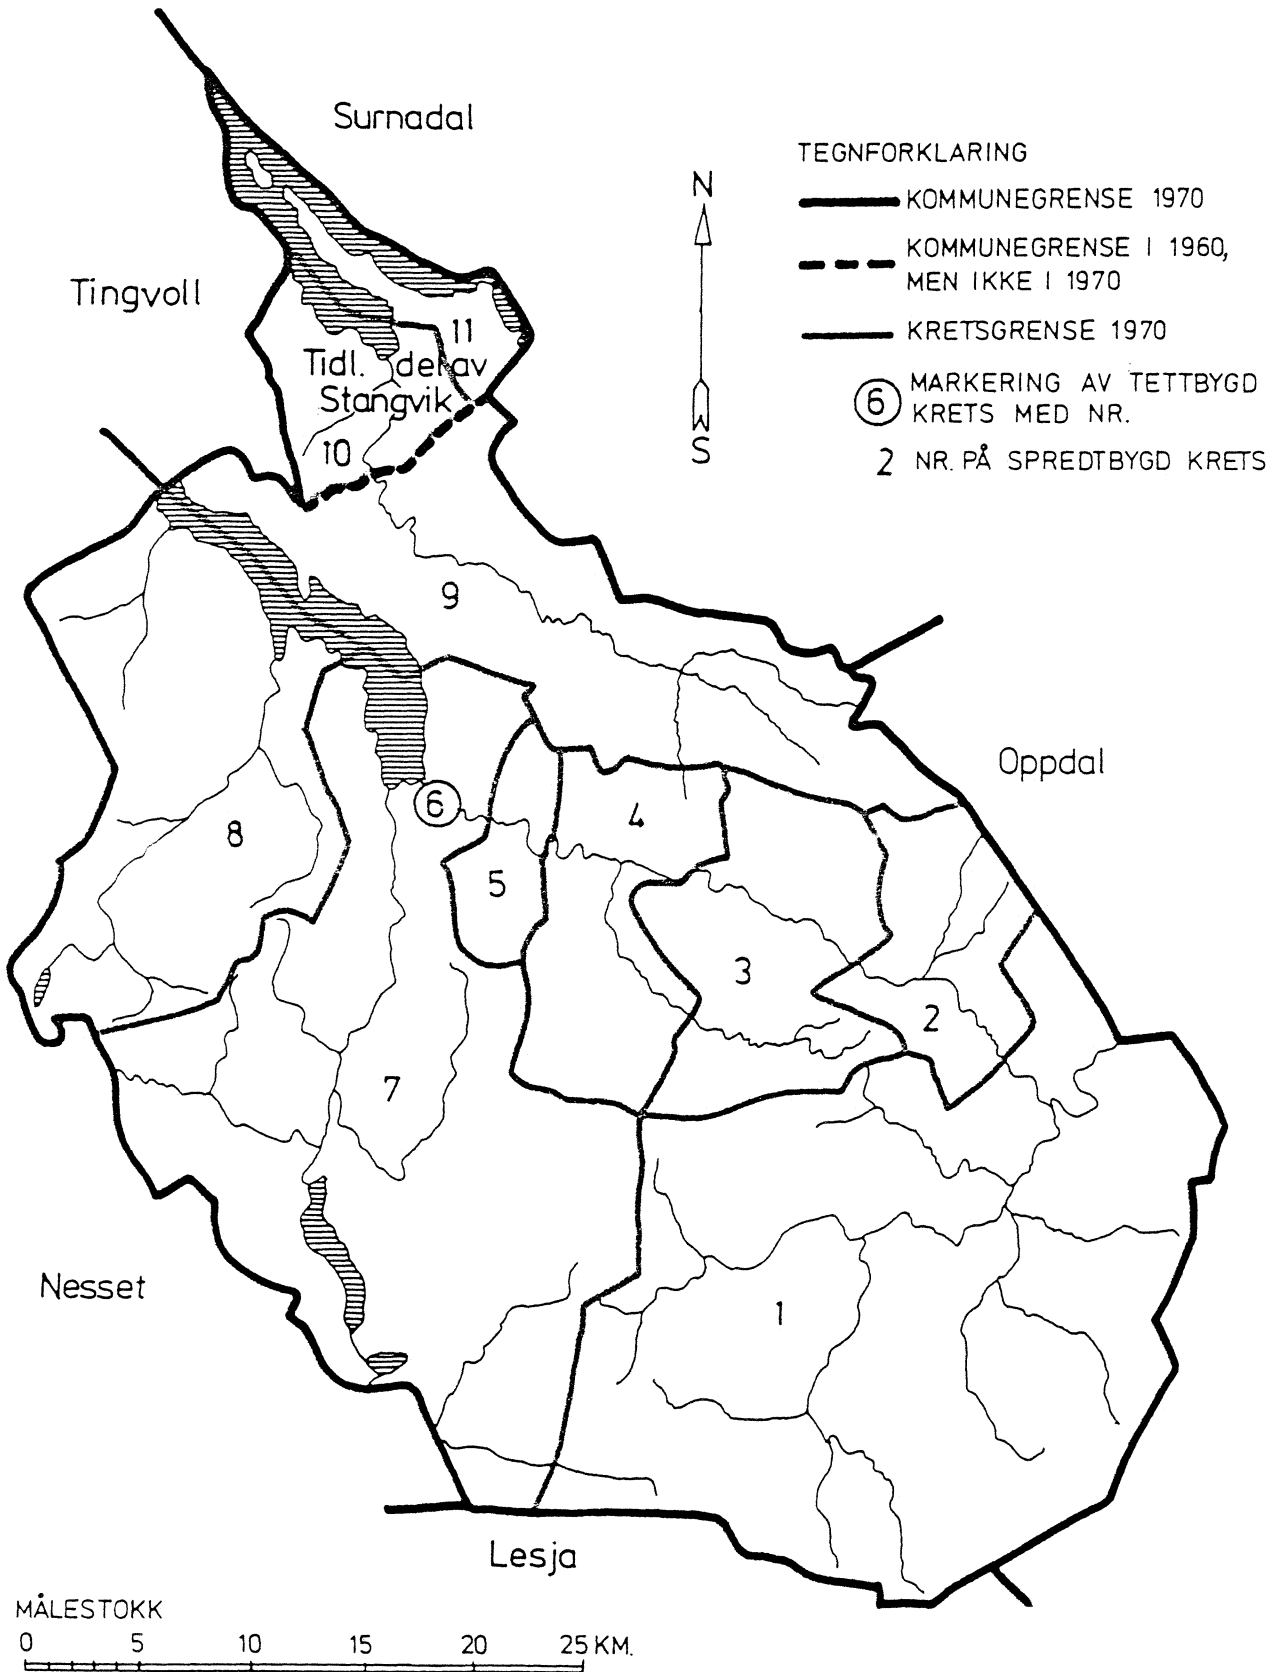 Surnadal
TEGNFORKLARING
KOMMUNEGRENSE 1970
KOMMUNEGRENSE I 1960,
MEN IKKE I 1970
KRETSGRENSE 1970
6 MARKERING AV TETTBYGD
KRETS MED NR.
2 NR. PÅ SPREDTBYGD KRETS
N
S
Tingvoll
11
Tidl. del av
Stangvik
10
9
Oppdal
6
4
8
5
3
2
7
Nesset
1
Lesja
MÅLESTOKK
0 5 10 15 20 25 KM.